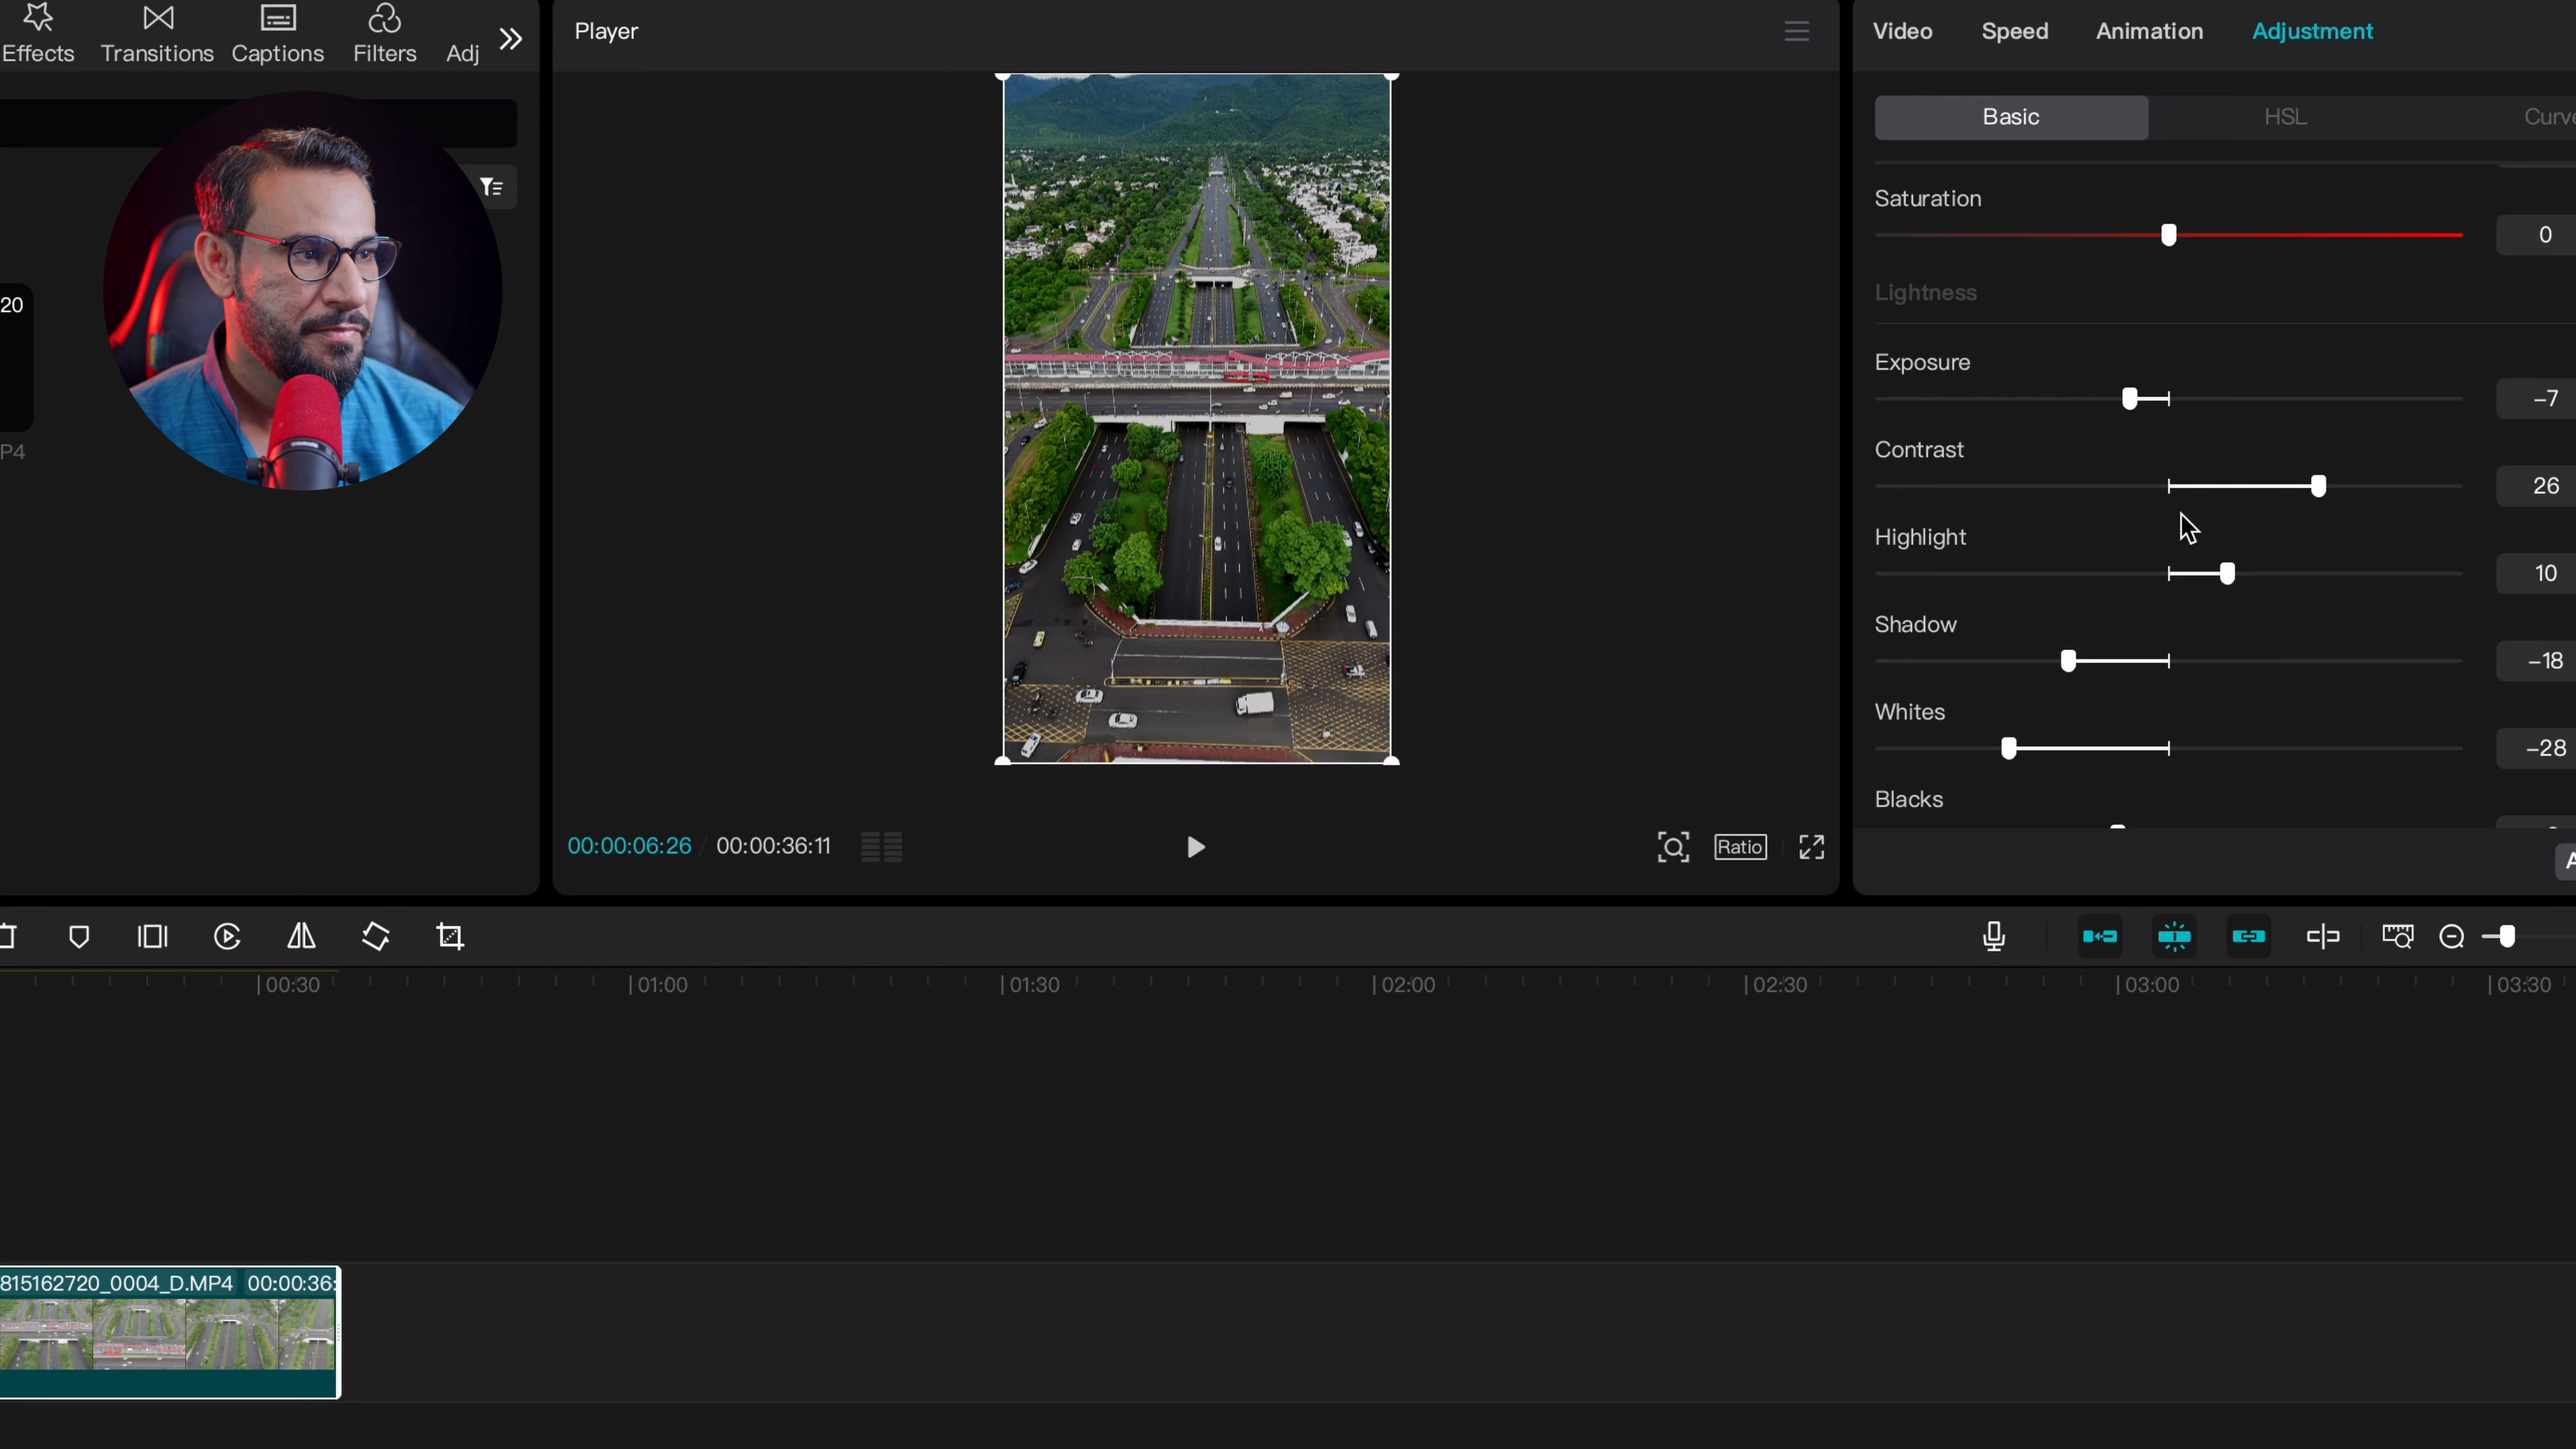 Effects Transitions Captions Filters Adj
20
P4
Player
Video Speed Animation Adjustment
Basic HSL Curve
Saturation
0
Lightness
Exposure
–7
Contrast
26
Highlight
10
Shadow
–18
Whites
–28
Blacks
00:00:06:26 / 00:00:36:11
Ratio
00:30 01:00 01:30 02:00 02:30 03:00 03:30
815162720_0004_D.MP4 00:00:36: